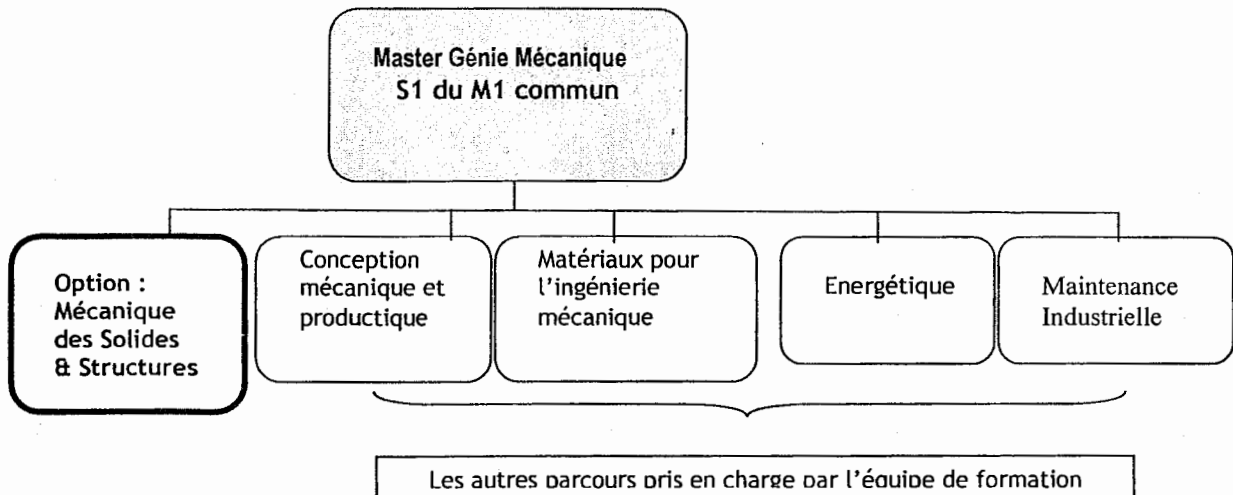 Master Génie Mécanique
S1 du M1 commun
Option :
Mécanique
des Solides
& Structures
Conception
mécanique et
productique
Matériaux pour
l'ingénierie
mécanique
Energétique
Maintenance
Industrielle
Les autres parcours pris en charge par l'équipe de formation